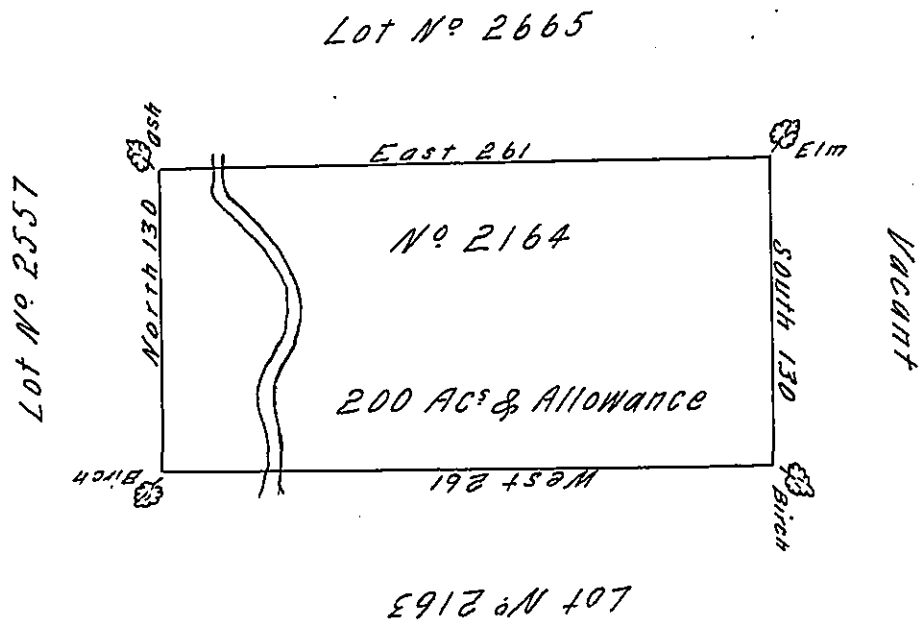 Lot Nº 2665
ash
East 261
Elm
Lot Nº 2557
North 130
Nº 2164
South 130
Vacant
200 Acs & Allowance
Birch
West 261
Birch
Lot Nº 2163